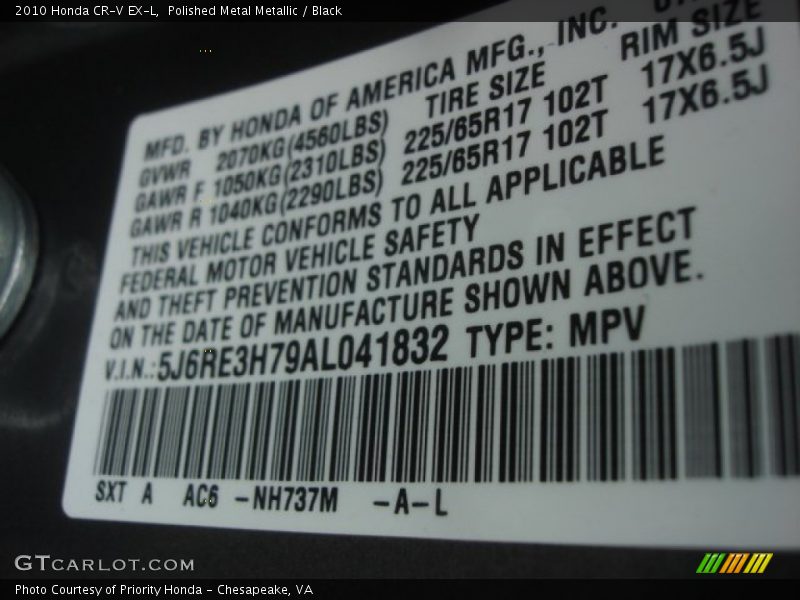 2010 Honda CR-V EX-L, Polished Metal Metallic / Black
MFD. BY HONDA OF AMERICA MFG., INC.
GVWR 2070KG(4560LBS) TIRE SIZE RIM SIZE
GAWR F 1050KG(2310LBS) 225/65R17 102T 17X6.5J
GAWR R 1040KG(2290LBS) 225/65R17 102T 17X6.5J
THIS VEHICLE CONFORMS TO ALL APPLICABLE
FEDERAL MOTOR VEHICLE SAFETY
AND THEFT PREVENTION STANDARDS IN EFFECT
ON THE DATE OF MANUFACTURE SHOWN ABOVE.
V.I.N.:5J6RE3H79AL041832 TYPE: MPV
SXT A AC6 -NH737M -A-L
GTCARLOT.COM
Photo Courtesy of Priority Honda - Chesapeake, VA